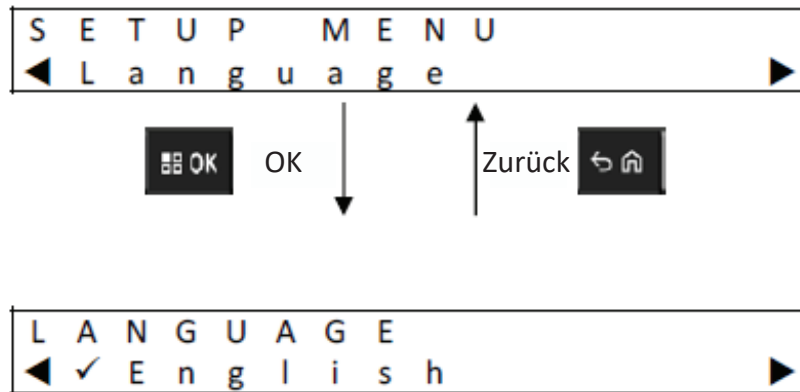 SETUP MENU
◀ Language ▶
OK OK Zurück
LANGUAGE
◀ ✓ English ▶